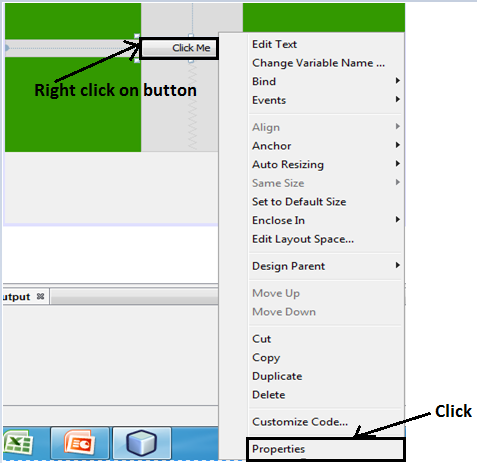 Click Me
Right click on button
Edit Text
Change Variable Name ...
Bind
Events
Align
Anchor
Auto Resizing
Same Size
Set to Default Size
Enclose In
Edit Layout Space...
Design Parent
Move Up
Move Down
utput
Cut
Copy
Duplicate
Delete
Customize Code...
Click
Properties